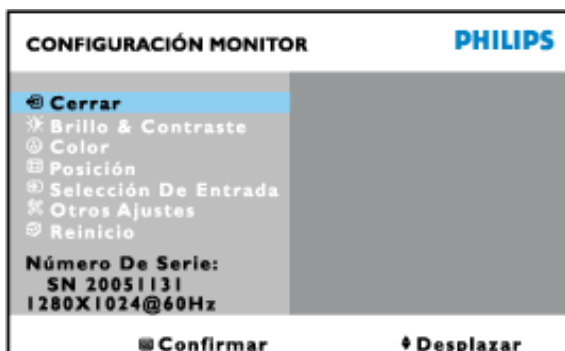 CONFIGURACIÓN MONITOR PHILIPS
Cerrar
Brillo & Contraste
Color
Posición
Selección De Entrada
Otros Ajustes
Reinicio
Número De Serie:
SN 20051131
1280X1024@60Hz
Confirmar Desplazar